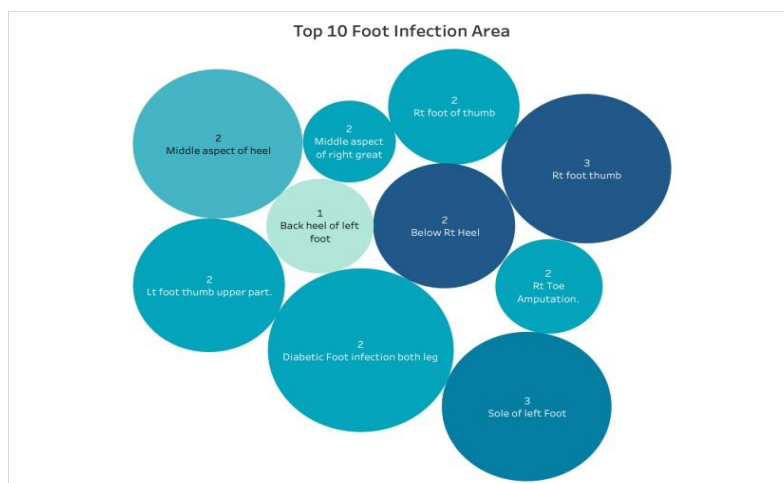 Top 10 Foot Infection Area
2
Middle aspect of heel
2
Middle aspect
of right great
2
Rt foot of thumb
3
Rt foot thumb
1
Back heel of left
foot
2
Below Rt Heel
2
Lt foot thumb upper part.
2
Rt Toe
Amputation.
2
Diabetic Foot infection both leg
3
Sole of left Foot